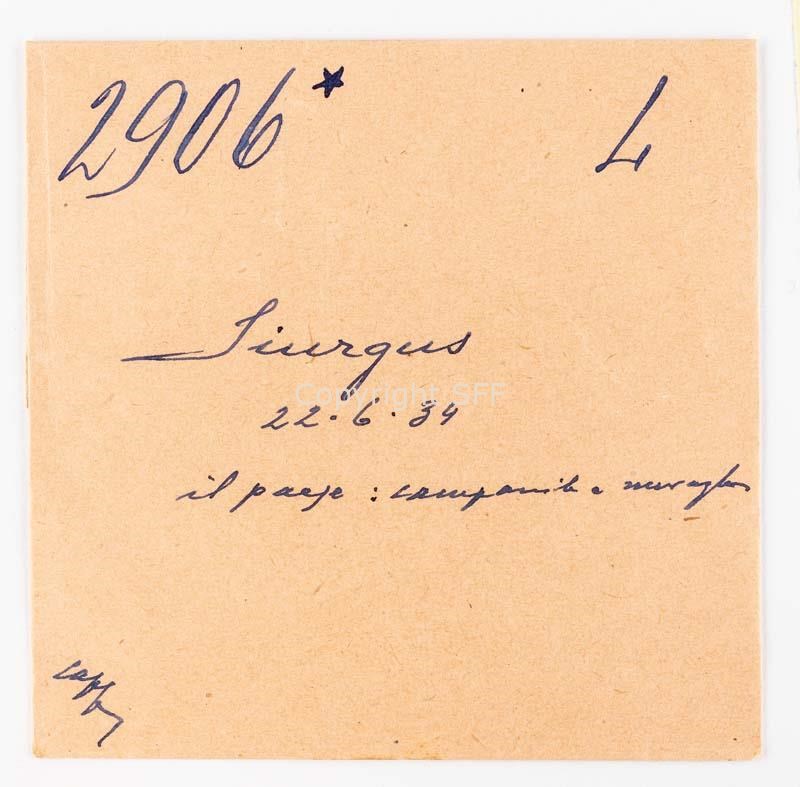 2906* L
Siurgus
Copyright SFF
22.6.34
il paese : campanile e nuraghe